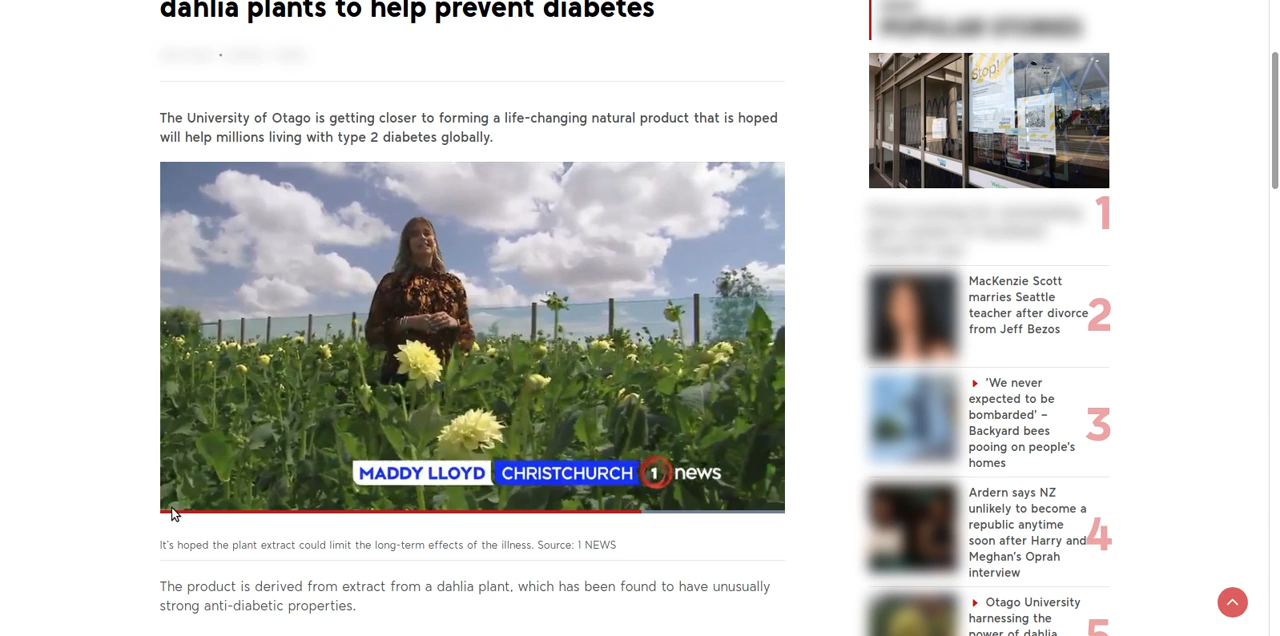 dahlia plants to help prevent diabetes
The University of Otago is getting closer to forming a life-changing natural product that is hoped
will help millions living with type 2 diabetes globally.
MADDY LLOYD CHRISTCHURCH 1 news
It's hoped the plant extract could limit the long-term effects of the illness. Source: 1 NEWS
The product is derived from extract from a dahlia plant, which has been found to have unusually
strong anti-diabetic properties.
stop!
1
MacKenzie Scott
marries Seattle
teacher after divorce
from Jeff Bezos
2
'We never
expected to be
bombarded' –
Backyard bees
pooing on people's
homes
3
Ardern says NZ
unlikely to become a
republic anytime
soon after Harry and
Meghan's Oprah
interview
4
Otago University
harnessing the
power of dahlia
5